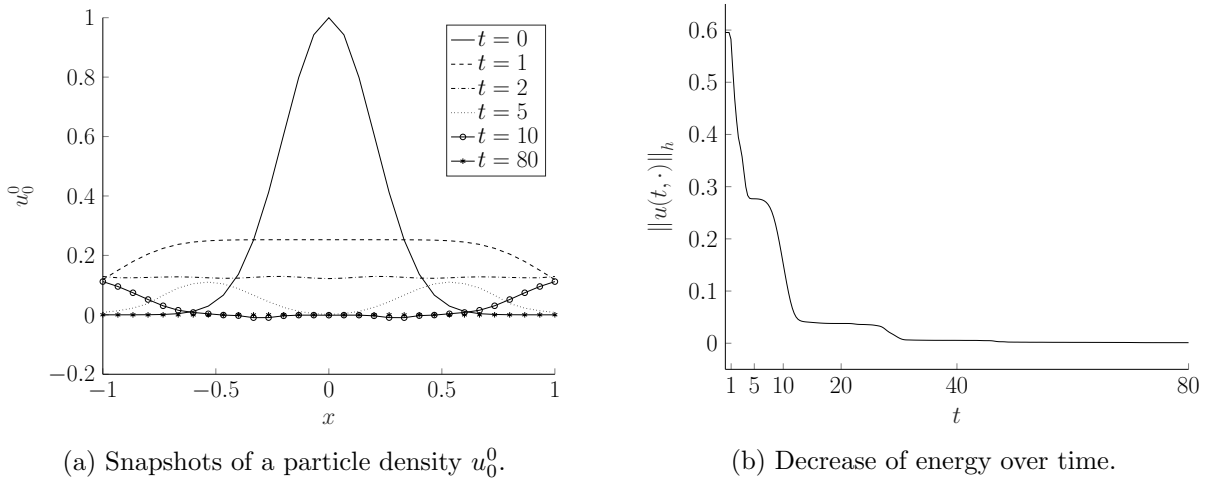 1
0.8
0.6
0.4
0.2
0
−0.2
u_0^0
−1
−0.5
0
0.5
1
x
t = 0
t = 1
t = 2
t = 5
t = 10
t = 80
(a) Snapshots of a particle density u_0^0.
0.6
0.5
0.4
0.3
0.2
0.1
0
||u(t, ·)||_h
1 5 10 20 40 80
t
(b) Decrease of energy over time.